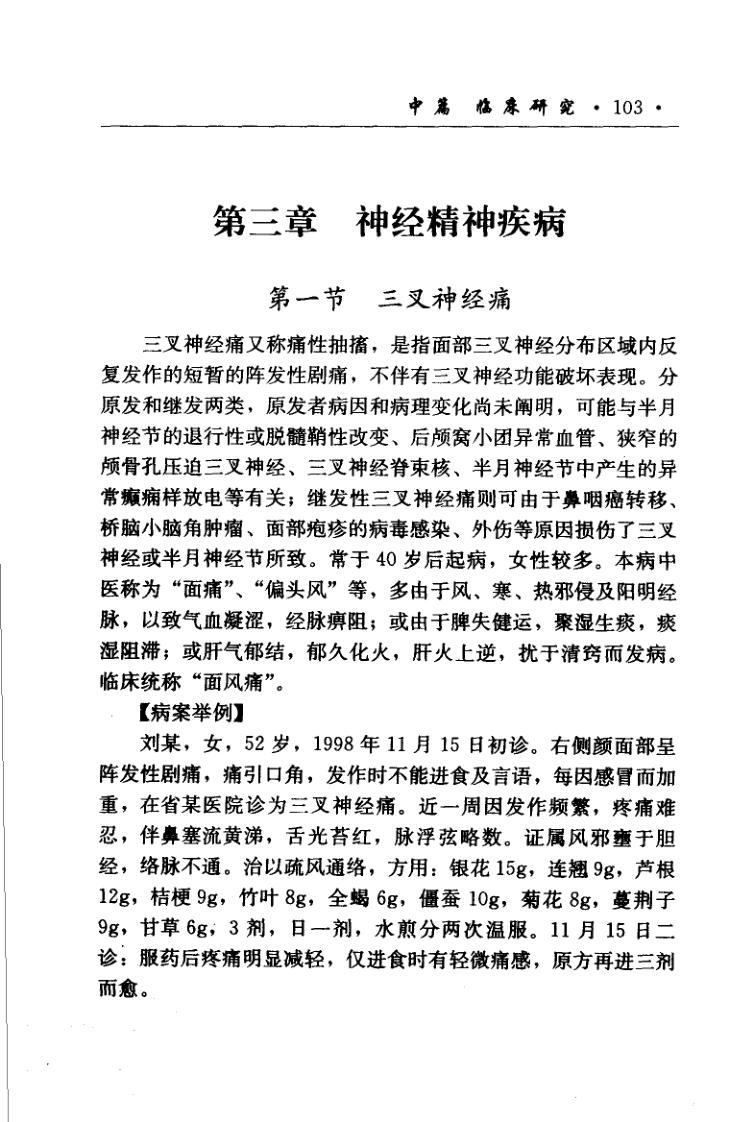 中篇 临床研究·103·
第三章 神经精神疾病
第一节 三叉神经痛
三叉神经痛又称痛性抽搐，是指面部三叉神经分布区域内反
复发作的短暂的阵发性剧痛，不伴有三叉神经功能破坏表现。分
原发和继发两类，原发者病因和病理变化尚未阐明，可能与半月
神经节的退行性或脱髓鞘性改变、后颅窝小团异常血管、狭窄的
颅骨孔压迫三叉神经、三叉神经脊束核、半月神经节中产生的异
常癫痫样放电等有关；继发性三叉神经痛则可由于鼻咽癌转移、
桥脑小脑角肿瘤、面部疱疹的病毒感染、外伤等原因损伤了三叉
神经或半月神经节所致。常于 40 岁后起病，女性较多。本病中
医称为“面痛”、“偏头风”等，多由于风、寒、热邪侵及阳明经
脉，以致气血凝涩，经脉痹阻；或由于脾失健运，聚湿生痰，痰
湿阻滞；或肝气郁结，郁久化火，肝火上逆，扰于清窍而发病。
临床统称“面风痛”。
【病案举例】
刘某，女，52 岁，1998 年 11 月 15 日初诊。右侧颜面部呈
阵发性剧痛，痛引口角，发作时不能进食及言语，每因感冒而加
重，在省某医院诊为三叉神经痛。近一周因发作频繁，疼痛难
忍，伴鼻塞流黄涕，舌光苔红，脉浮弦略数。证属风邪壅于胆
经，络脉不通。治以疏风通络，方用：银花 15g，连翘 9g，芦根
12g，桔梗 9g，竹叶 8g，全蝎 6g，僵蚕 10g，菊花 8g，蔓荆子
9g，甘草 6g，3 剂，日一剂，水煎分两次温服。11 月 15 日二
诊：服药后疼痛明显减轻，仅进食时有轻微痛感，原方再进三剂
而愈。